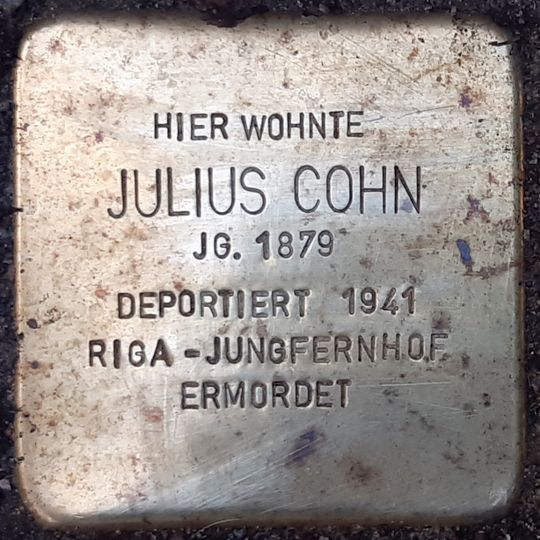 HIER WOHNTE
JULIUS COHN
JG. 1879
DEPORTIERT 1941
RIGA-JUNGFERNHOF
ERMORDET